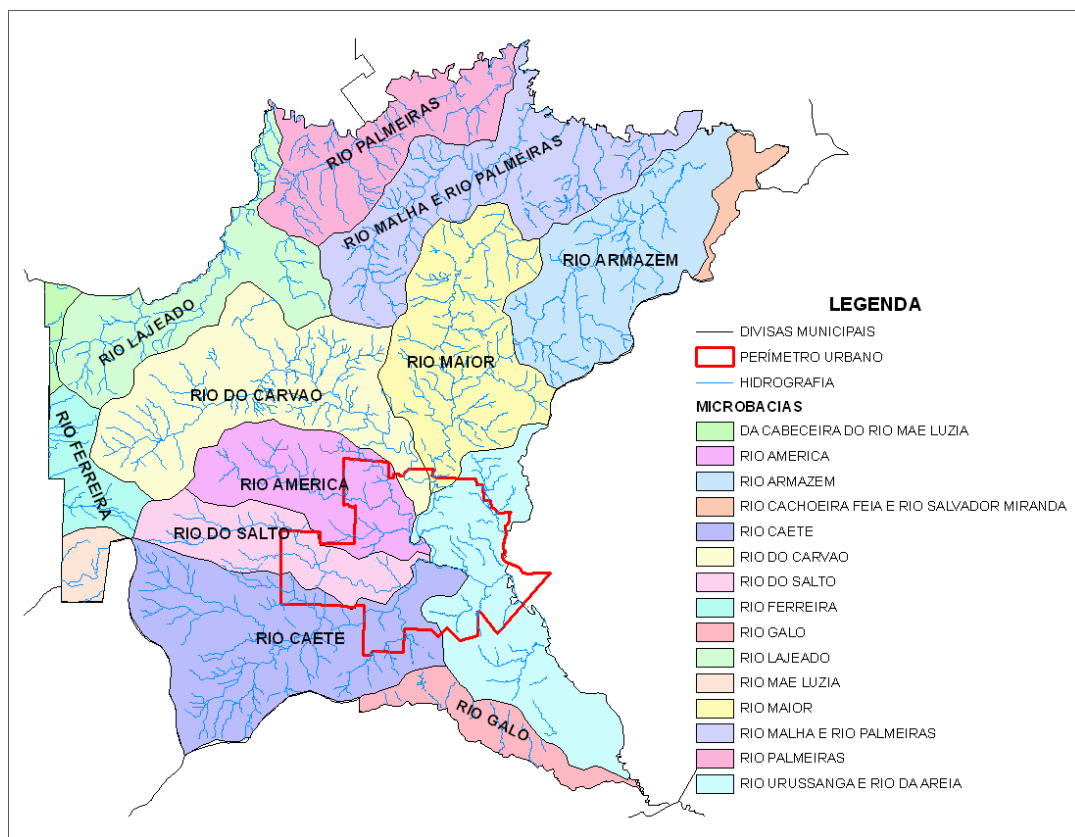 RIO PALMEIRAS
RIO MALHA E RIO PALMEIRAS
RIO ARMAZEM
RIO LAJEADO
RIO MAIOR
RIO DO CARVAO
RIO FERREIRA
RIO AMERICA
RIO DO SALTO
RIO CAETE
RIO GALO
LEGENDA
DIVISAS MUNICIPAIS
PERÍMETRO URBANO
HIDROGRAFIA
MICROBACIAS
DA CABECEIRA DO RIO MAE LUZIA
RIO AMERICA
RIO ARMAZEM
RIO CACHOEIRA FEIA E RIO SALVADOR MIRANDA
RIO CAETE
RIO DO CARVAO
RIO DO SALTO
RIO FERREIRA
RIO GALO
RIO LAJEADO
RIO MAE LUZIA
RIO MAIOR
RIO MALHA E RIO PALMEIRAS
RIO PALMEIRAS
RIO URUSSANGA E RIO DA AREIA